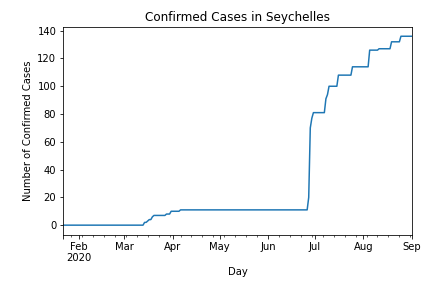 Confirmed Cases in Seychelles
Number of Confirmed Cases
140
120
100
80
60
40
20
0
Feb Mar Apr May Jun Jul Aug Sep
2020
Day